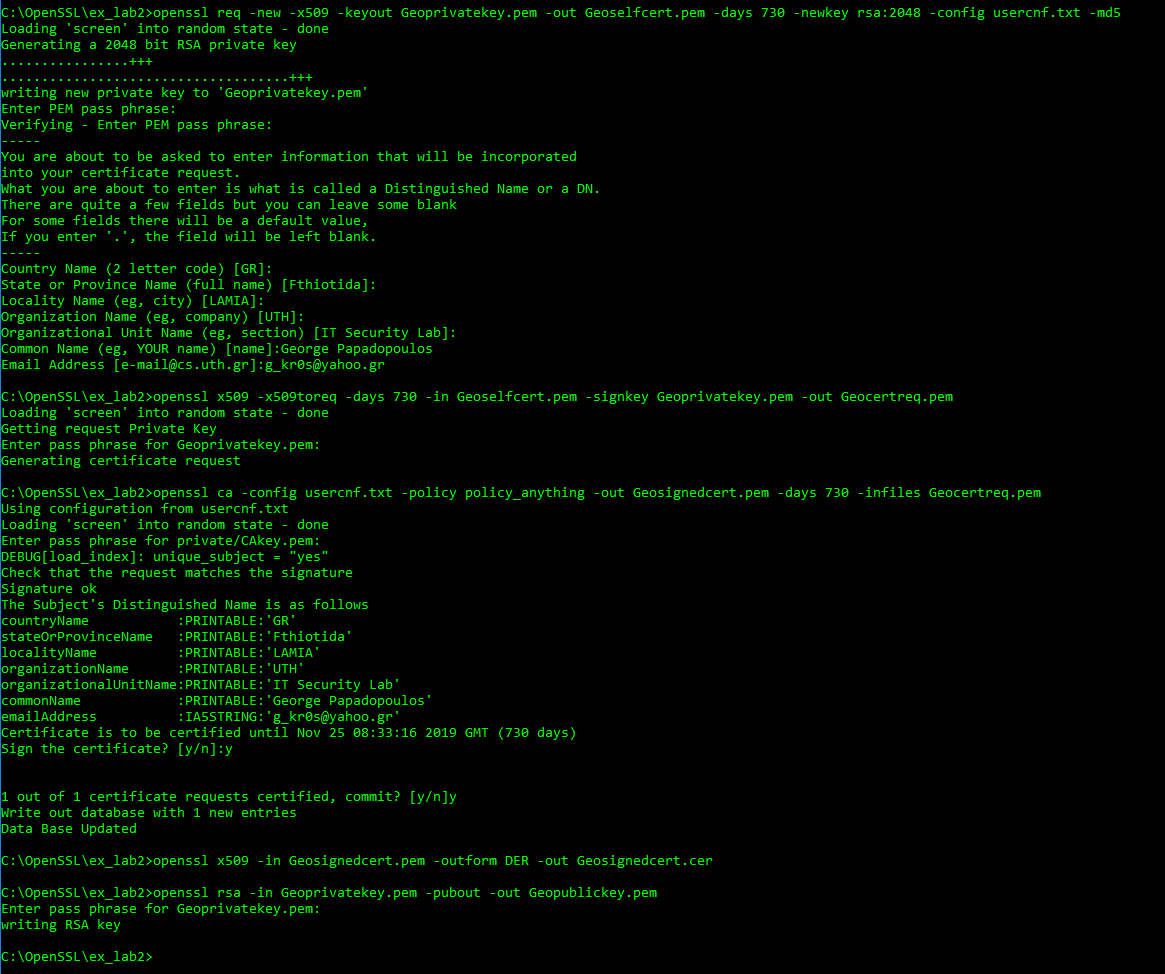 C:\OpenSSL\ex_lab2>openssl req -new -x509 -keyout Geoprivatekey.pem -out Geoselfcert.pem -days 730 -newkey rsa:2048 -config usercnf.txt -md5
Loading 'screen' into random state - done
Generating a 2048 bit RSA private key
................+++
....................................+++
writing new private key to 'Geoprivatekey.pem'
Enter PEM pass phrase:
Verifying - Enter PEM pass phrase:
-----
You are about to be asked to enter information that will be incorporated
into your certificate request.
What you are about to enter is what is called a Distinguished Name or a DN.
There are quite a few fields but you can leave some blank
For some fields there will be a default value,
If you enter '.', the field will be left blank.
-----
Country Name (2 letter code) [GR]:
State or Province Name (full name) [Fthiotida]:
Locality Name (eg, city) [LAMIA]:
Organization Name (eg, company) [UTH]:
Organizational Unit Name (eg, section) [IT Security Lab]:
Common Name (eg, YOUR name) [name]:George Papadopoulos
Email Address [e-mail@cs.uth.gr]:g_kr0s@yahoo.gr

C:\OpenSSL\ex_lab2>openssl x509 -x509toreq -days 730 -in Geoselfcert.pem -signkey Geoprivatekey.pem -out Geocertreq.pem
Loading 'screen' into random state - done
Getting request Private Key
Enter pass phrase for Geoprivatekey.pem:
Generating certificate request

C:\OpenSSL\ex_lab2>openssl ca -config usercnf.txt -policy policy_anything -out Geosignedcert.pem -days 730 -infiles Geocertreq.pem
Using configuration from usercnf.txt
Loading 'screen' into random state - done
Enter pass phrase for private/CAkey.pem:
DEBUG[load_index]: unique_subject = "yes"
Check that the request matches the signature
Signature ok
The Subject's Distinguished Name is as follows
countryName           :PRINTABLE:'GR'
stateOrProvinceName   :PRINTABLE:'Fthiotida'
localityName          :PRINTABLE:'LAMIA'
organizationName      :PRINTABLE:'UTH'
organizationalUnitName:PRINTABLE:'IT Security Lab'
commonName            :PRINTABLE:'George Papadopoulos'
emailAddress          :IA5STRING:'g_kr0s@yahoo.gr'
Certificate is to be certified until Nov 25 08:33:16 2019 GMT (730 days)
Sign the certificate? [y/n]:y

1 out of 1 certificate requests certified, commit? [y/n]y
Write out database with 1 new entries
Data Base Updated

C:\OpenSSL\ex_lab2>openssl x509 -in Geosignedcert.pem -outform DER -out Geosignedcert.cer

C:\OpenSSL\ex_lab2>openssl rsa -in Geoprivatekey.pem -pubout -out Geopublickey.pem
Enter pass phrase for Geoprivatekey.pem:
writing RSA key

C:\OpenSSL\ex_lab2>